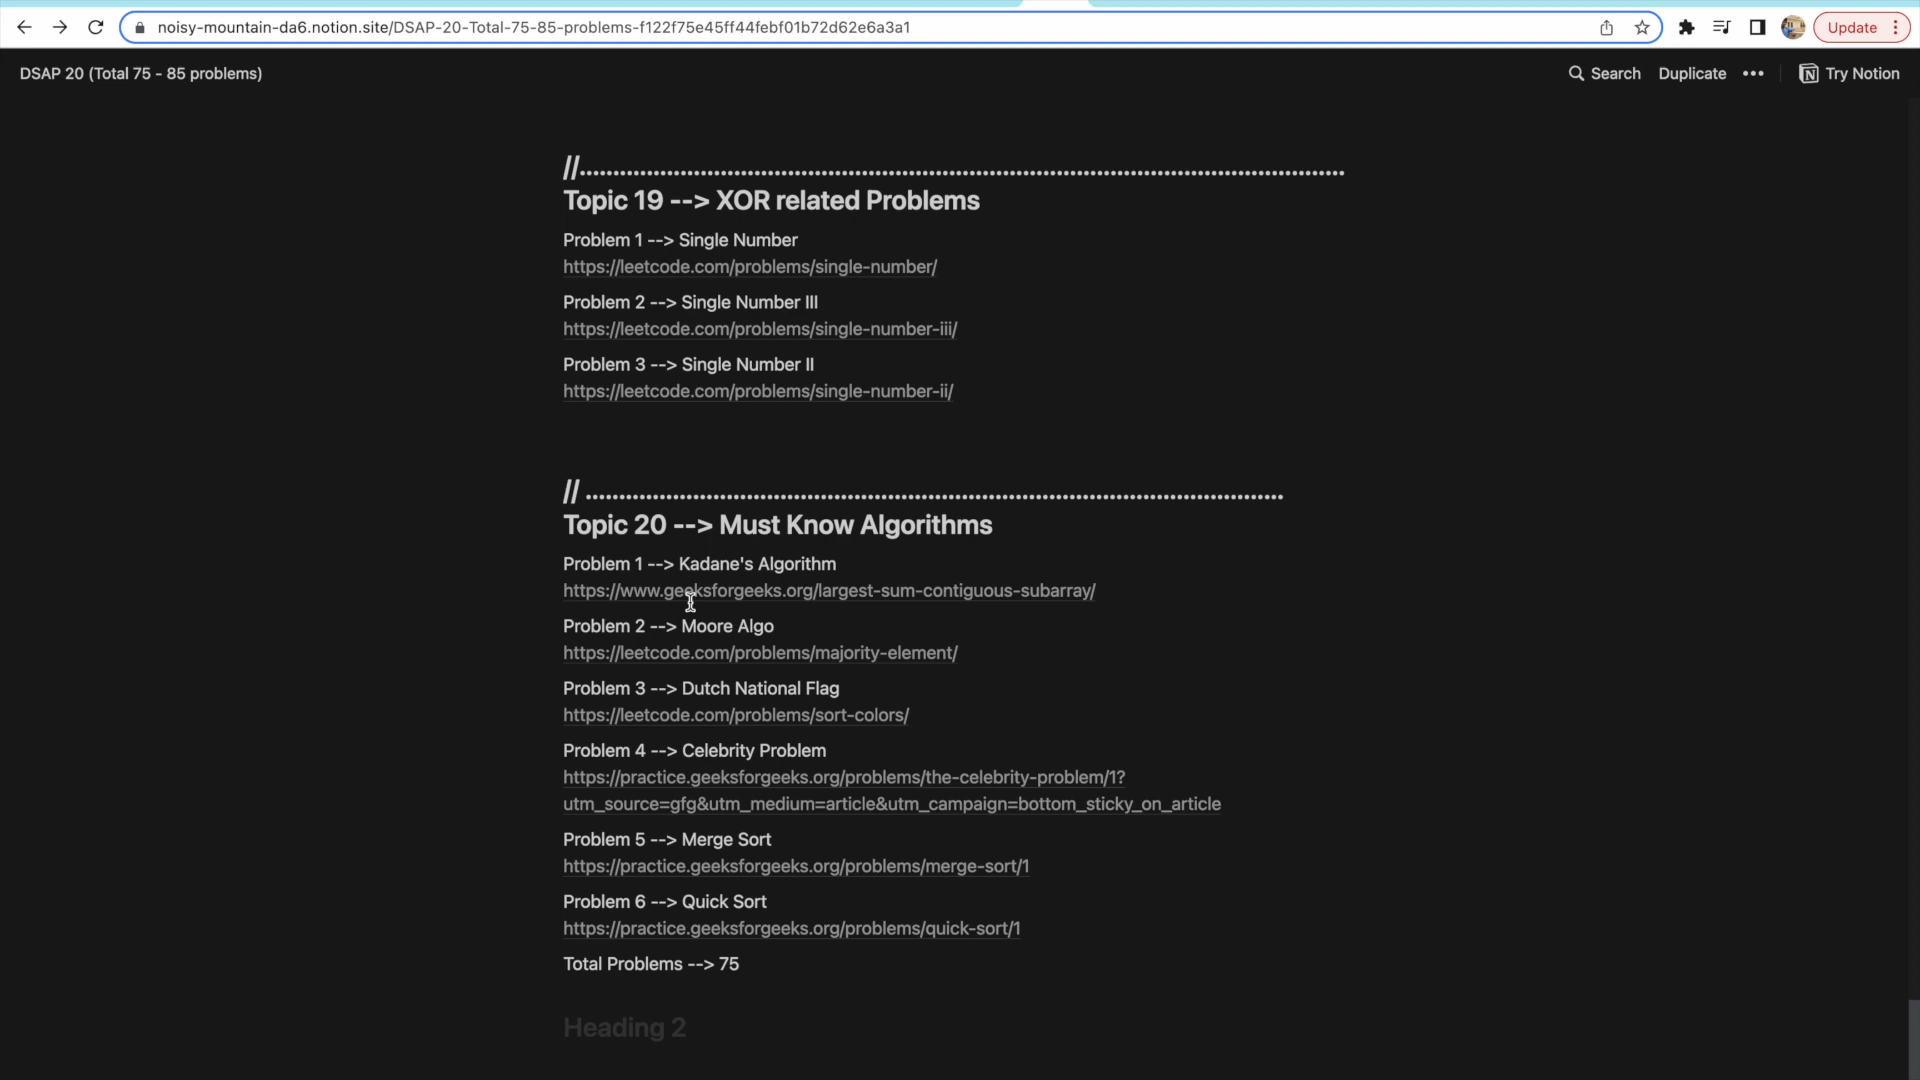 noisy-mountain-da6.notion.site/DSAP-20-Total-75-85-problems-f122f75e45ff44febf01b72d62e6a3a1
Update
DSAP 20 (Total 75 - 85 problems)
Search
Duplicate
Try Notion
//..................................................................................................................
Topic 19 --> XOR related Problems
Problem 1 --> Single Number
https://leetcode.com/problems/single-number/
Problem 2 --> Single Number III
https://leetcode.com/problems/single-number-iii/
Problem 3 --> Single Number II
https://leetcode.com/problems/single-number-ii/
// ........................................................................................................
Topic 20 --> Must Know Algorithms
Problem 1 --> Kadane's Algorithm
https://www.geeksforgeeks.org/largest-sum-contiguous-subarray/
Problem 2 --> Moore Algo
https://leetcode.com/problems/majority-element/
Problem 3 --> Dutch National Flag
https://leetcode.com/problems/sort-colors/
Problem 4 --> Celebrity Problem
https://practice.geeksforgeeks.org/problems/the-celebrity-problem/1?
utm_source=gfg&utm_medium=article&utm_campaign=bottom_sticky_on_article
Problem 5 --> Merge Sort
https://practice.geeksforgeeks.org/problems/merge-sort/1
Problem 6 --> Quick Sort
https://practice.geeksforgeeks.org/problems/quick-sort/1
Total Problems --> 75
Heading 2